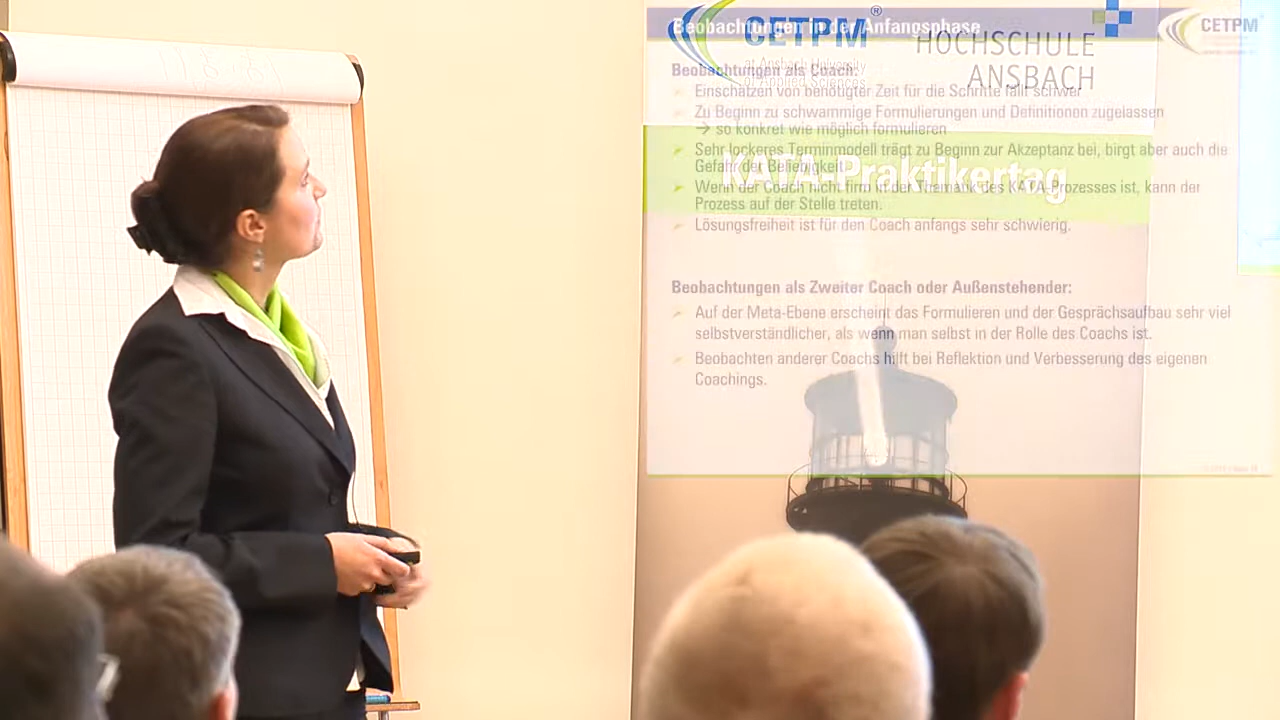 Beobachtungen in der Anfangsphase
CETPM®
CETPM
HOCHSCHULE
ANSBACH
at Ansbach University
of Applied Sciences
Beobachtungen als Coach:
Einschätzen von benötigter Zeit für die Schritte fällt schwer
Zu Beginn zu schwammige Formulierungen und Definitionen zugelassen
→ so konkret wie möglich formulieren
Sehr lockeres Terminmodell trägt zu Beginn zur Akzeptanz bei, birgt aber auch die
Gefahr der Beliebigkeit
KATA-Praktikertag
Wenn der Coach nicht firm in der Thematik des KATA-Prozesses ist, kann der
Prozess auf der Stelle treten.
Lösungsfreiheit ist für den Coach anfangs sehr schwierig.
Beobachtungen als Zweiter Coach oder Außenstehender:
Auf der Meta-Ebene erscheint das Formulieren und der Gesprächsaufbau sehr viel
selbstverständlicher, als wenn man selbst in der Rolle des Coachs ist.
Beobachten anderer Coachs hilft bei Reflektion und Verbesserung des eigenen
Coachings.